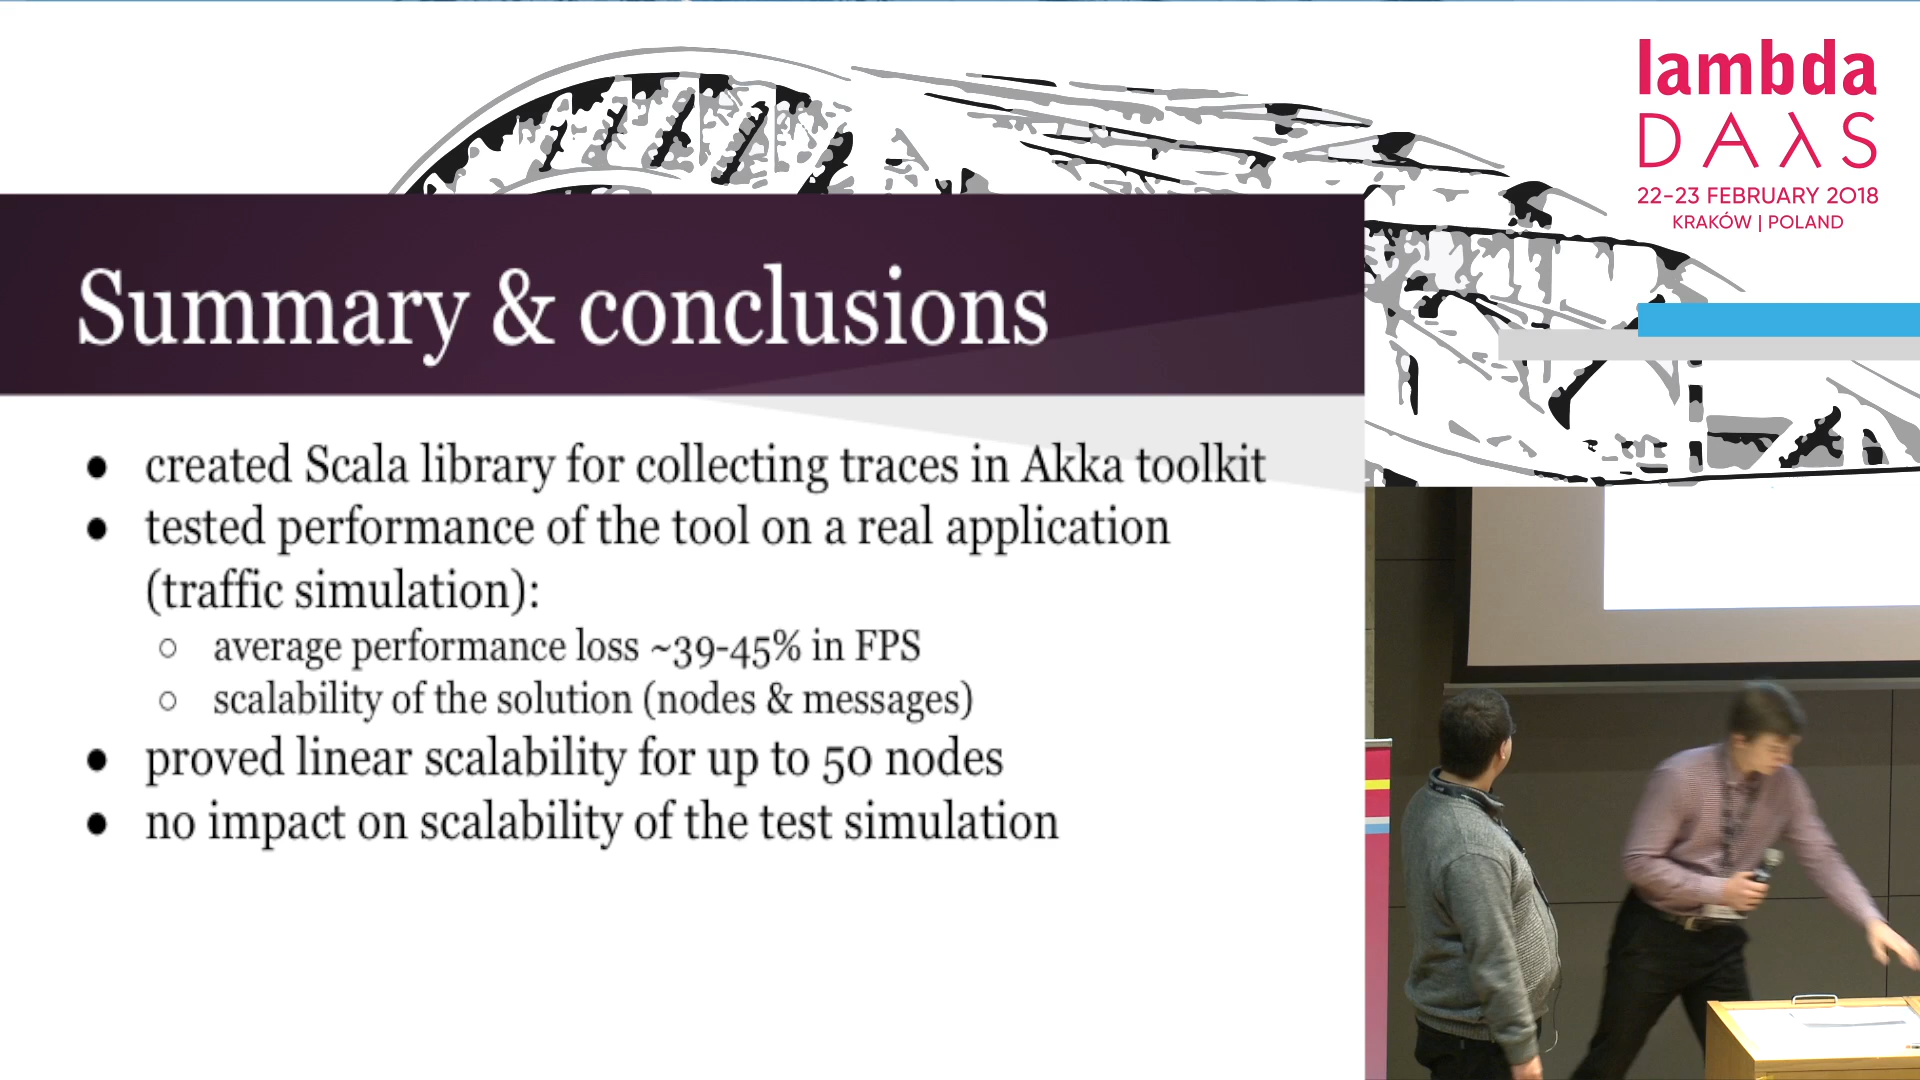 lambda
DAYS
22-23 FEBRUARY 2018
KRAKÓW | POLAND
Summary & conclusions
● created Scala library for collecting traces in Akka toolkit
● tested performance of the tool on a real application
(traffic simulation):
○ average performance loss ~39-45% in FPS
○ scalability of the solution (nodes & messages)
● proved linear scalability for up to 50 nodes
● no impact on scalability of the test simulation